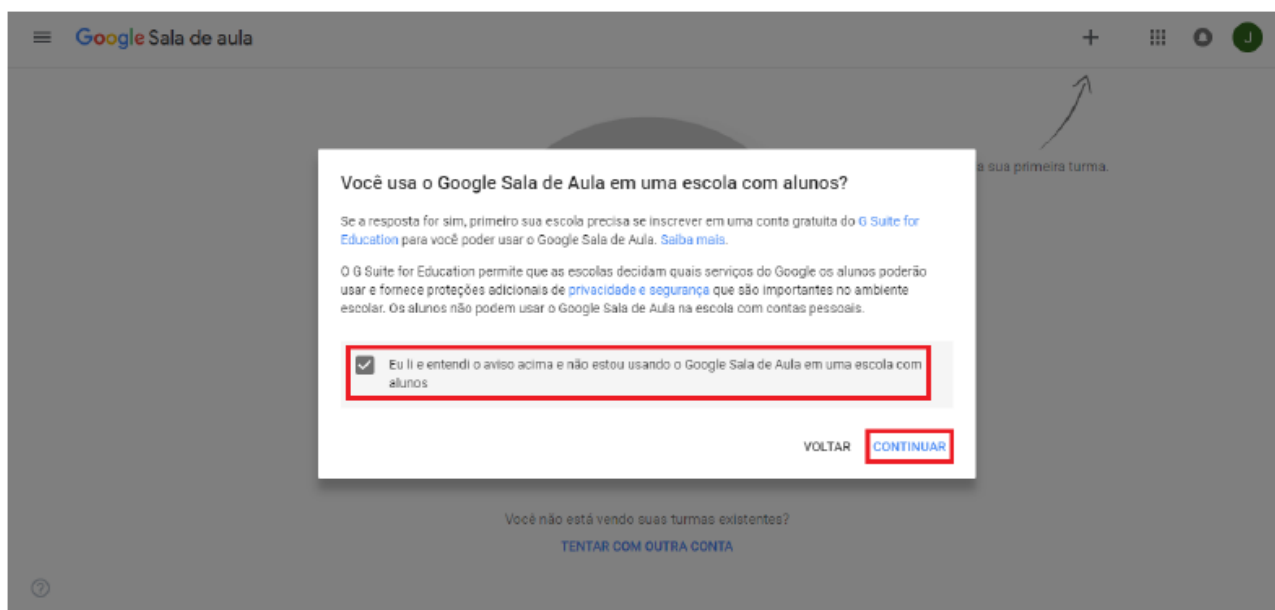 Google Sala de aula
J
a sua primeira turma.
Você usa o Google Sala de Aula em uma escola com alunos?
Se a resposta for sim, primeiro sua escola precisa se inscrever em uma conta gratuita do G Suite for
Education para você poder usar o Google Sala de Aula. Saiba mais.
O G Suite for Education permite que as escolas decidam quais serviços do Google os alunos poderão
usar e fornece proteções adicionais de privacidade e segurança que são importantes no ambiente
escolar. Os alunos não podem usar o Google Sala de Aula na escola com contas pessoais.
Eu li e entendi o aviso acima e não estou usando o Google Sala de Aula em uma escola com
alunos
VOLTAR CONTINUAR
Você não está vendo suas turmas existentes?
TENTAR COM OUTRA CONTA